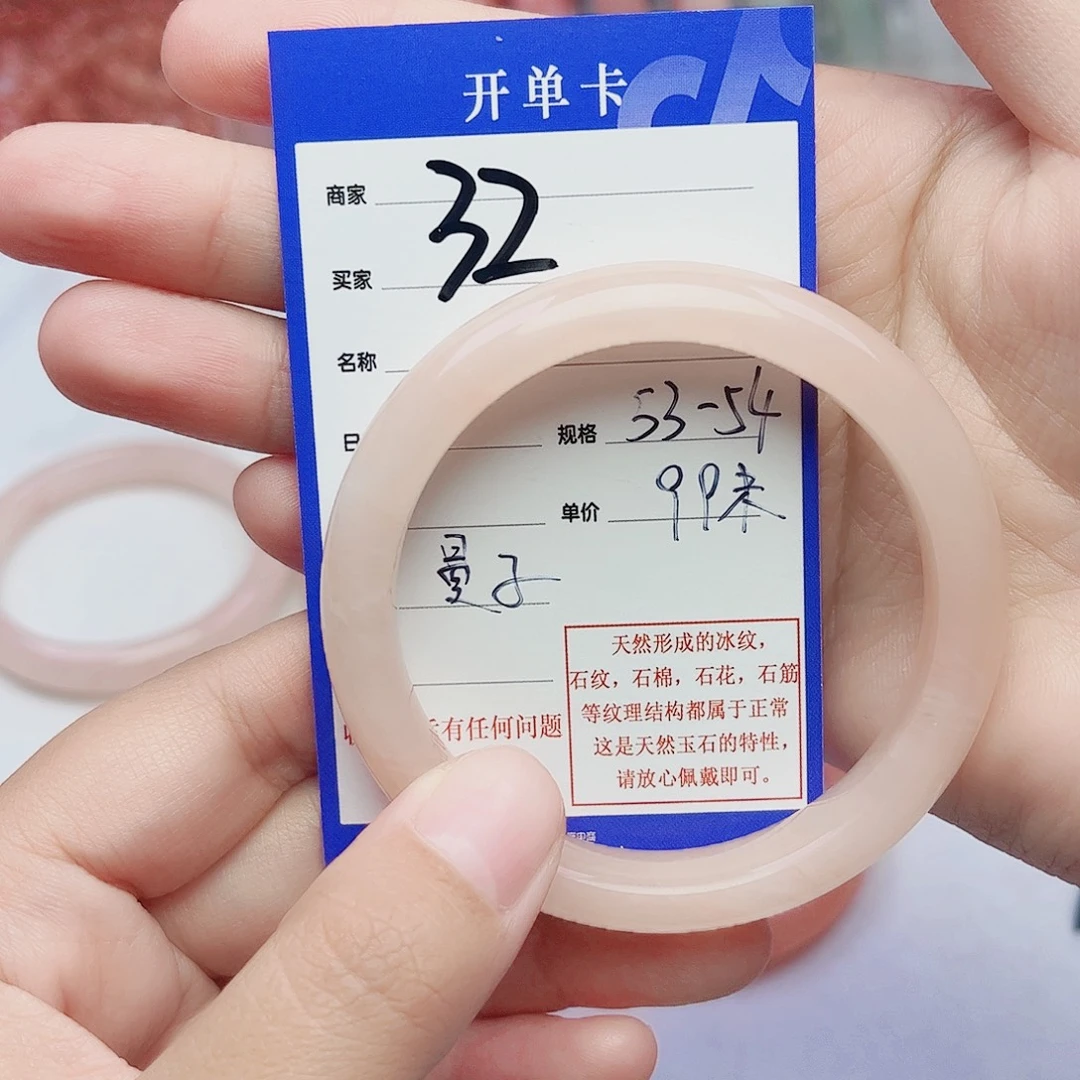 开单卡
商家
32
买家
名称
规格 53-54
单价 99米
曼子
有任何问题
天然形成的冰纹，
石纹，石棉，石花，石筋
等纹理结构都属于正常
这是天然玉石的特性，
请放心佩戴即可。